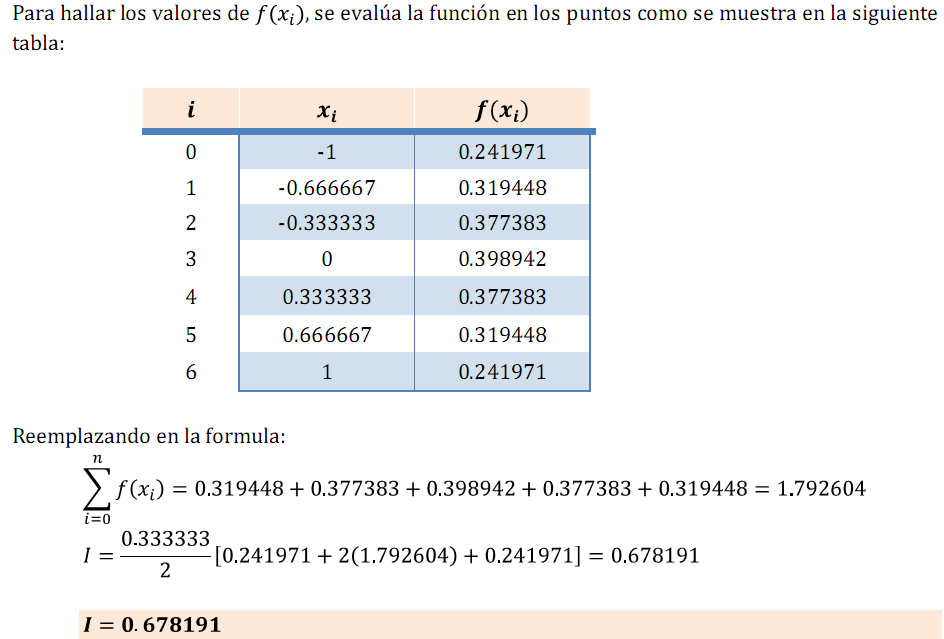 Para hallar los valores de f(xᵢ), se evalúa la función en los puntos como se muestra en la siguiente
tabla:
i xᵢ f(xᵢ)
0 -1 0.241971
1 -0.666667 0.319448
2 -0.333333 0.377383
3 0 0.398942
4 0.333333 0.377383
5 0.666667 0.319448
6 1 0.241971
Reemplazando en la formula:
n
∑ f(xᵢ) = 0.319448 + 0.377383 + 0.398942 + 0.377383 + 0.319448 = 1.792604
i=0
I = 0.333333/2 [0.241971 + 2(1.792604) + 0.241971] = 0.678191
I = 0.678191